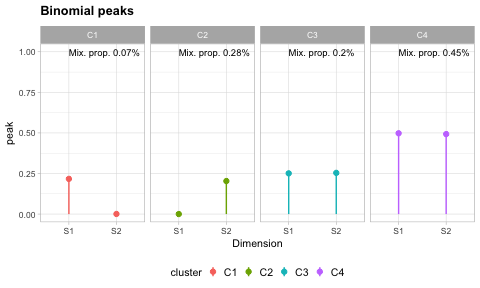 Binomial peaks
C1 C2 C3 C4
Mix. prop. 0.07% Mix. prop. 0.28% Mix. prop. 0.2% Mix. prop. 0.45%
1.00
0.75
0.50
0.25
0.00
peak
S1 S2 S1 S2 S1 S2 S1 S2
Dimension
cluster C1 C2 C3 C4